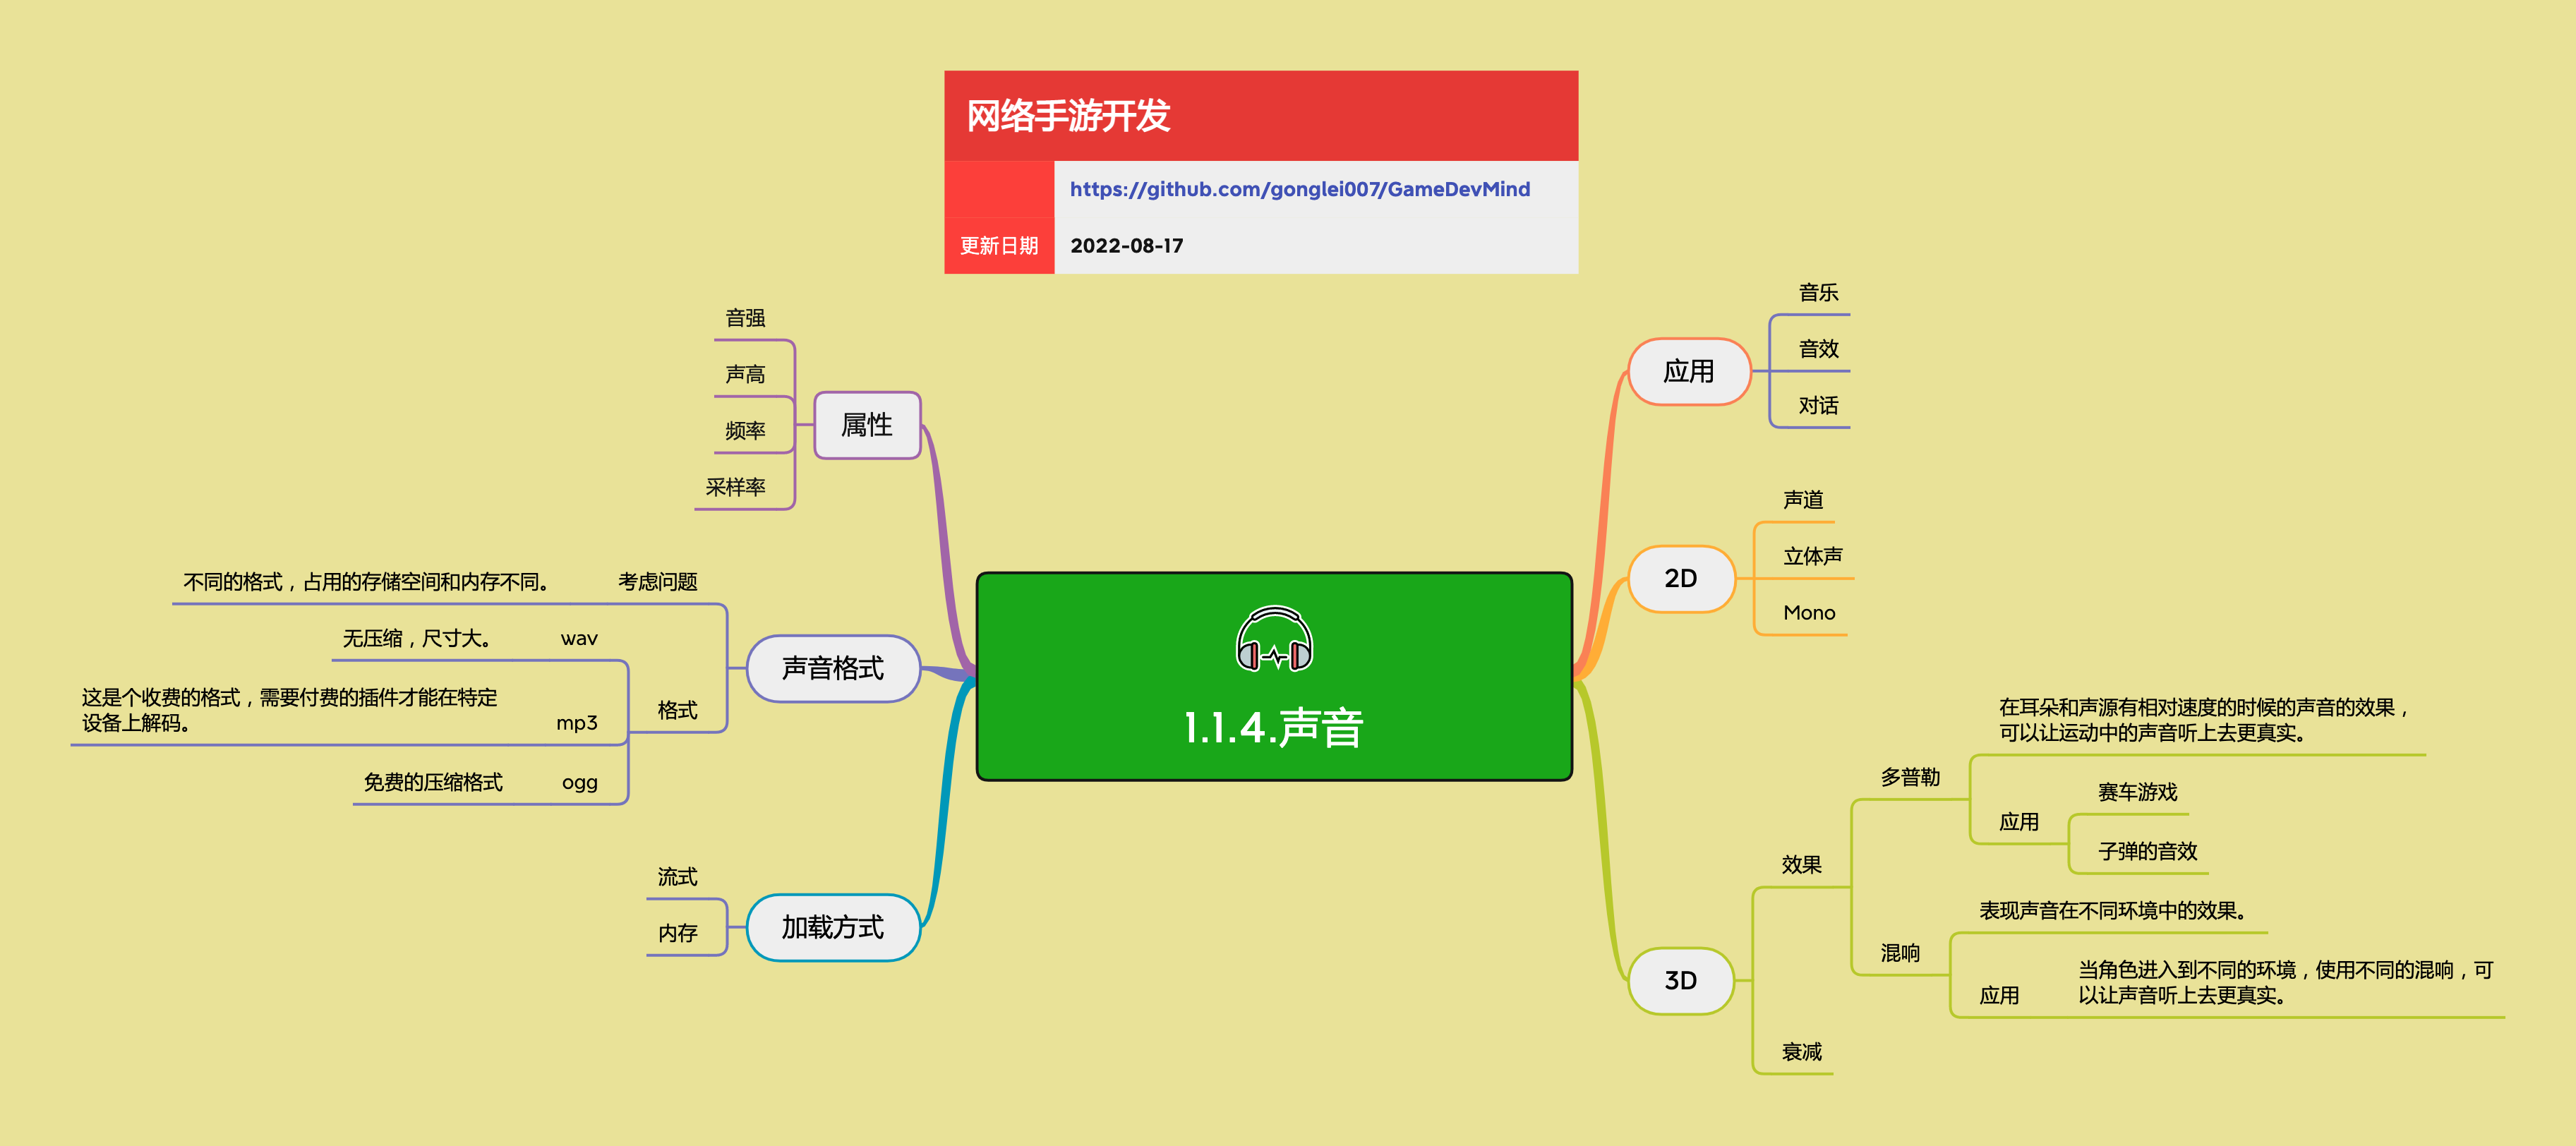 网络手游开发
https://github.com/gonglei007/GameDevMind
更新日期
2022-08-17
1.1.4.声音
应用
音乐
音效
对话
2D
声道
立体声
Mono
3D
效果
多普勒
在耳朵和声源有相对速度的时候的声音的效果，
可以让运动中的声音听上去更真实。
应用
赛车游戏
子弹的音效
混响
表现声音在不同环境中的效果。
应用
当角色进入到不同的环境，使用不同的混响，可
以让声音听上去更真实。
衰减
属性
音强
声高
频率
采样率
声音格式
考虑问题
不同的格式，占用的存储空间和内存不同。
格式
wav
无压缩，尺寸大。
mp3
这是个收费的格式，需要付费的插件才能在特定
设备上解码。
ogg
免费的压缩格式
加载方式
流式
内存